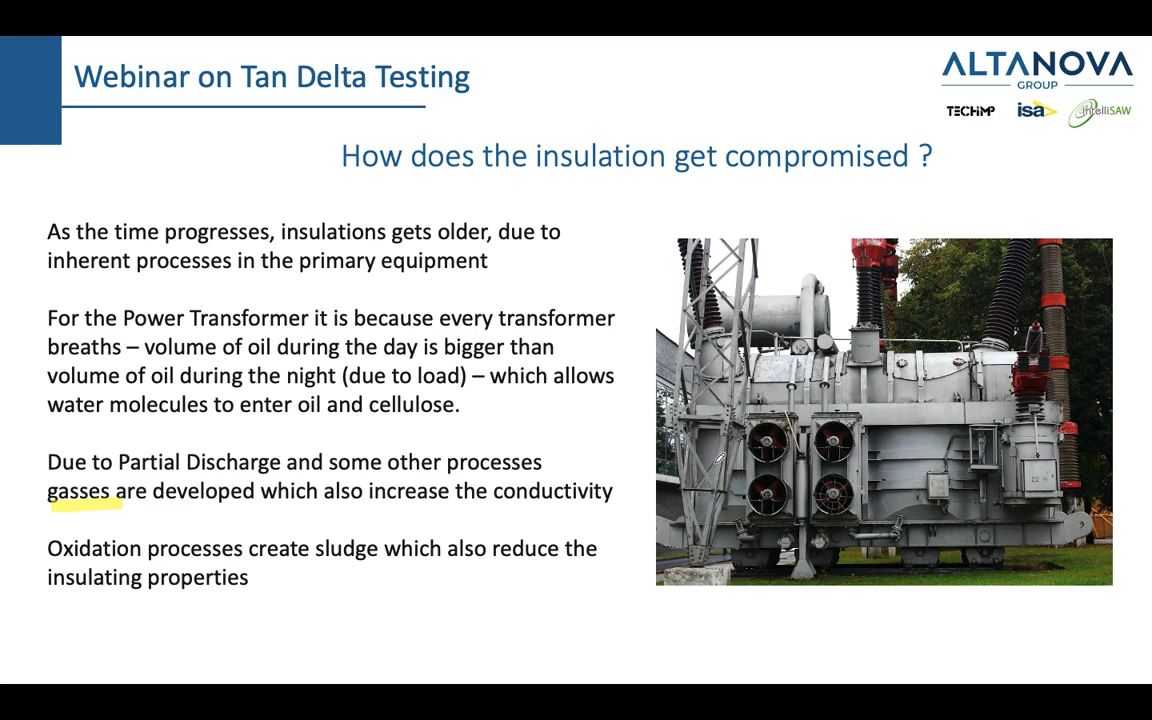 Webinar on Tan Delta Testing
ALTANOVA
GROUP
TECHIMP isa intelliSAW
How does the insulation get compromised ?
As the time progresses, insulations gets older, due to
inherent processes in the primary equipment
For the Power Transformer it is because every transformer
breaths – volume of oil during the day is bigger than
volume of oil during the night (due to load) – which allows
water molecules to enter oil and cellulose.
Due to Partial Discharge and some other processes
gasses are developed which also increase the conductivity
Oxidation processes create sludge which also reduce the
insulating properties